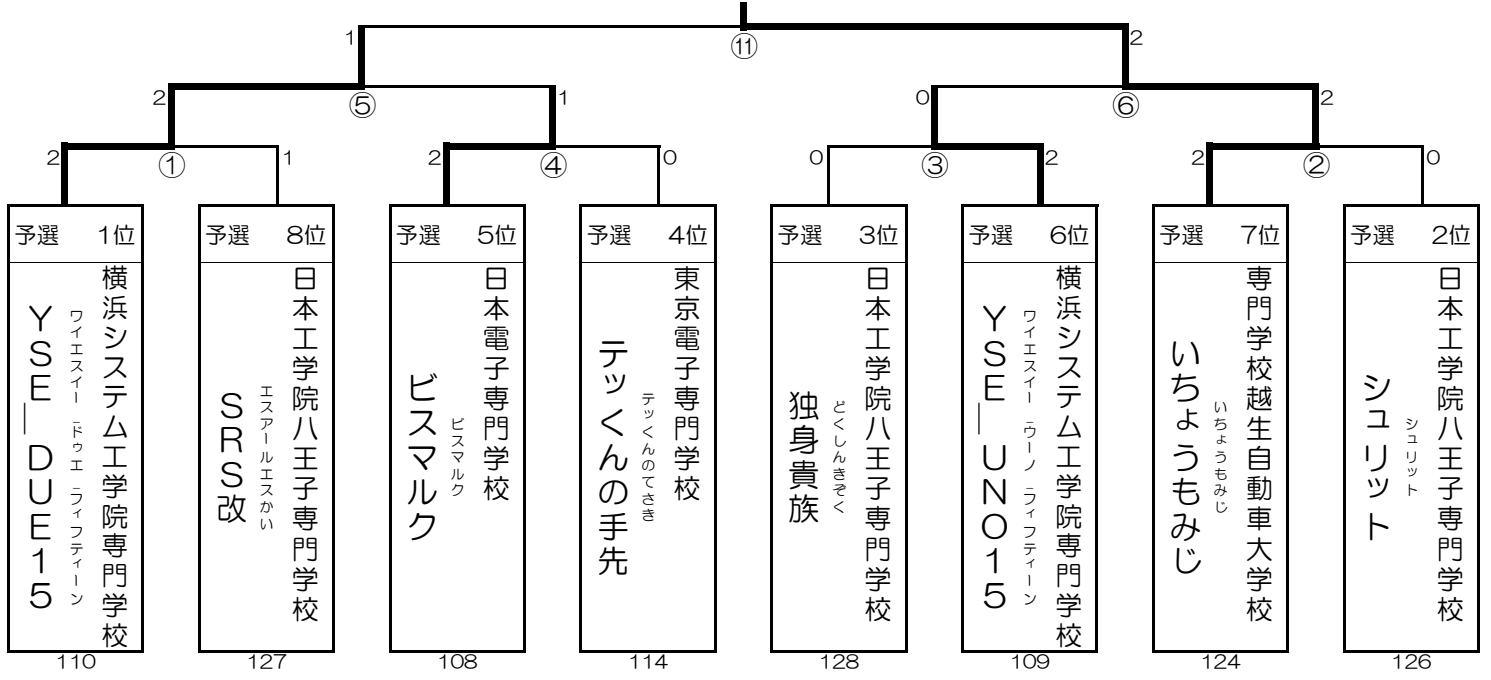 1
⑪
2
2
⑤
1
0
⑥
2
2
①
1
2
④
0
0
③
2
2
②
0
予選 1位
横浜システム工学院専門学校
ワイエスイー_ドゥエ_フィフティーン
YSE_DUE15
110
予選 8位
日本工学院八王子専門学校
エスアールエスかい
SRS改
127
予選 5位
日本電子専門学校
ビスマルク
ビスマルク
108
予選 4位
東京電子専門学校
テッくんのてさき
テッくんの手先
114
予選 3位
日本工学院八王子専門学校
どくしんきぞく
独身貴族
128
予選 6位
横浜システム工学院専門学校
ワイエスイー_ウーノ_フィフティーン
YSE_UNO15
109
予選 7位
専門学校越生自動車大学校
いちょうもみじ
いちょうもみじ
124
予選 2位
日本工学院八王子専門学校
シュリット
シュリット
126